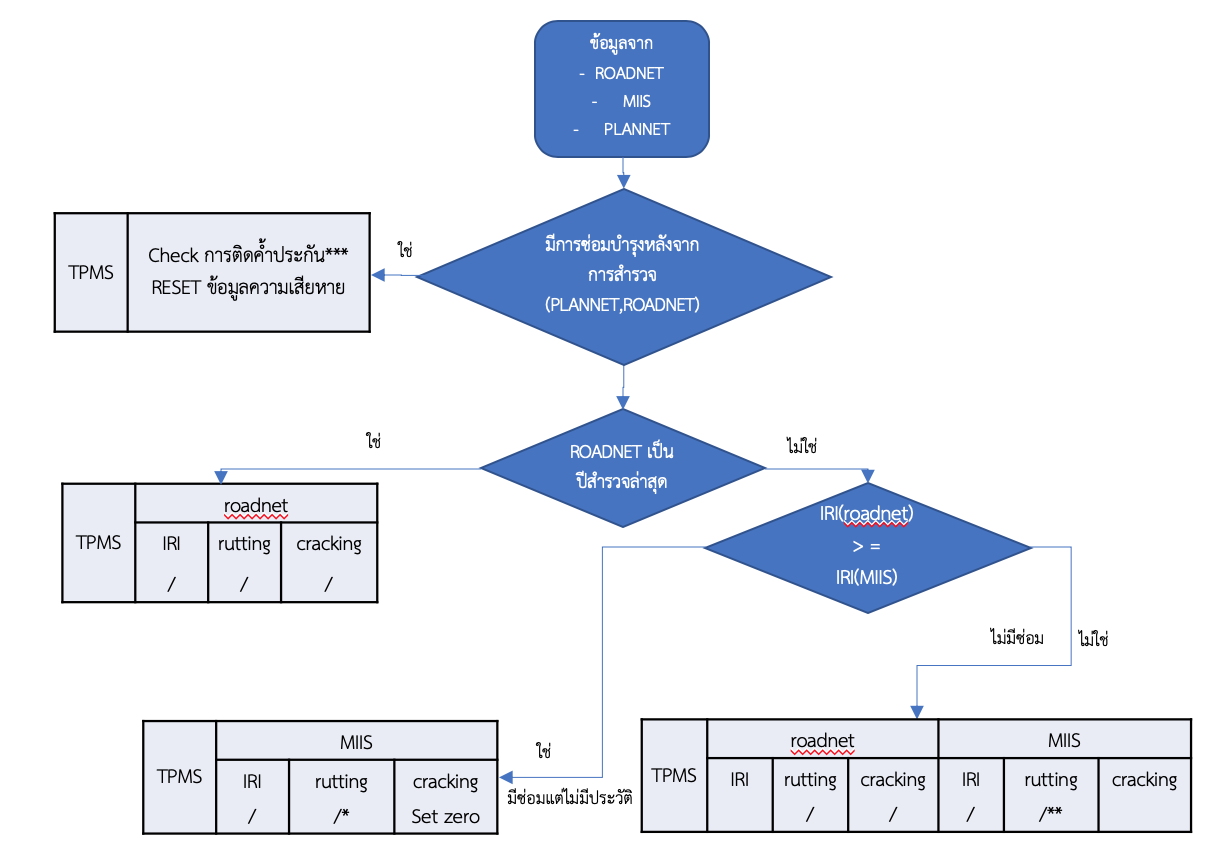 ข้อมูลจาก
- ROADNET
- MIIS
- PLANNET
มีการซ่อมบำรุงหลังจาก
การสำรวจ
(PLANNET,ROADNET)
ใช่
TPMS
Check การติดค้ำประกัน***
RESET ข้อมูลความเสียหาย
ROADNET เป็น
ปีสำรวจล่าสุด
ใช่
ไม่ใช่
TPMS
roadnet
IRI rutting cracking
/ / /
IRI(roadnet)
> =
IRI(MIIS)
ไม่มีซ่อม
ไม่ใช่
ใช่
มีซ่อมแต่ไม่มีประวัติ
TPMS
MIIS
IRI rutting cracking
/ /* Set zero
TPMS
roadnet MIIS
IRI rutting cracking IRI rutting cracking
/ / / /**